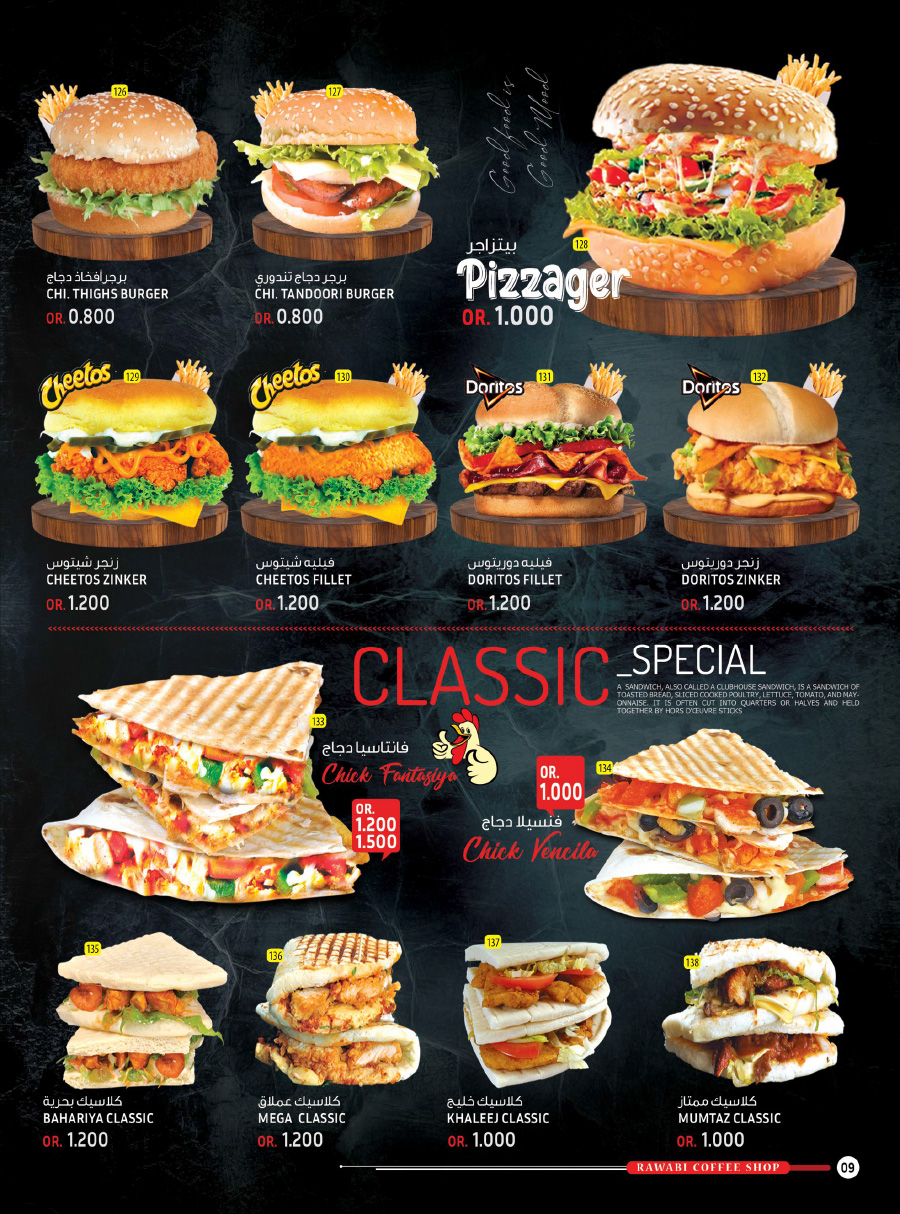 126
127
Good food is
Good Mood
برجر أفخاذ دجاج
CHI. THIGHS BURGER
OR. 0.800
برجر دجاج تندوري
CHI. TANDOORI BURGER
OR. 0.800
128
بيتزاجر
Pizzager
OR. 1.000
Cheetos
129
Cheetos
130
Doritos
131
Doritos
132
زنجر شيتوس
CHEETOS ZINKER
OR. 1.200
فيليه شيتوس
CHEETOS FILLET
OR. 1.200
فيليه دوريتوس
DORITOS FILLET
OR. 1.200
زنجر دوريتوس
DORITOS ZINKER
OR. 1.200
CLASSIC _SPECIAL
A SANDWICH, ALSO CALLED A CLUBHOUSE SANDWICH, IS A SANDWICH OF
TOASTED BREAD, SLICED COOKED POULTRY, LETTUCE, TOMATO, AND MAY-
ONNAISE. IT IS OFTEN CUT INTO QUARTERS OR HALVES AND HELD
TOGETHER BY HORS D'ŒUVRE STICKS
133
فانتاسيا دجاج
Chick Fantasiya
OR.
1.200
1.500
134
OR.
1.000
فنسيلا دجاج
Chick Vencila
135
136
137
138
كلاسيك بحرية
BAHARIYA CLASSIC
OR. 1.200
كلاسيك عملاق
MEGA CLASSIC
OR. 1.200
كلاسيك خليج
KHALEEJ CLASSIC
OR. 1.000
كلاسيك ممتاز
MUMTAZ CLASSIC
OR. 1.000
RAWABI COFFEE SHOP
09